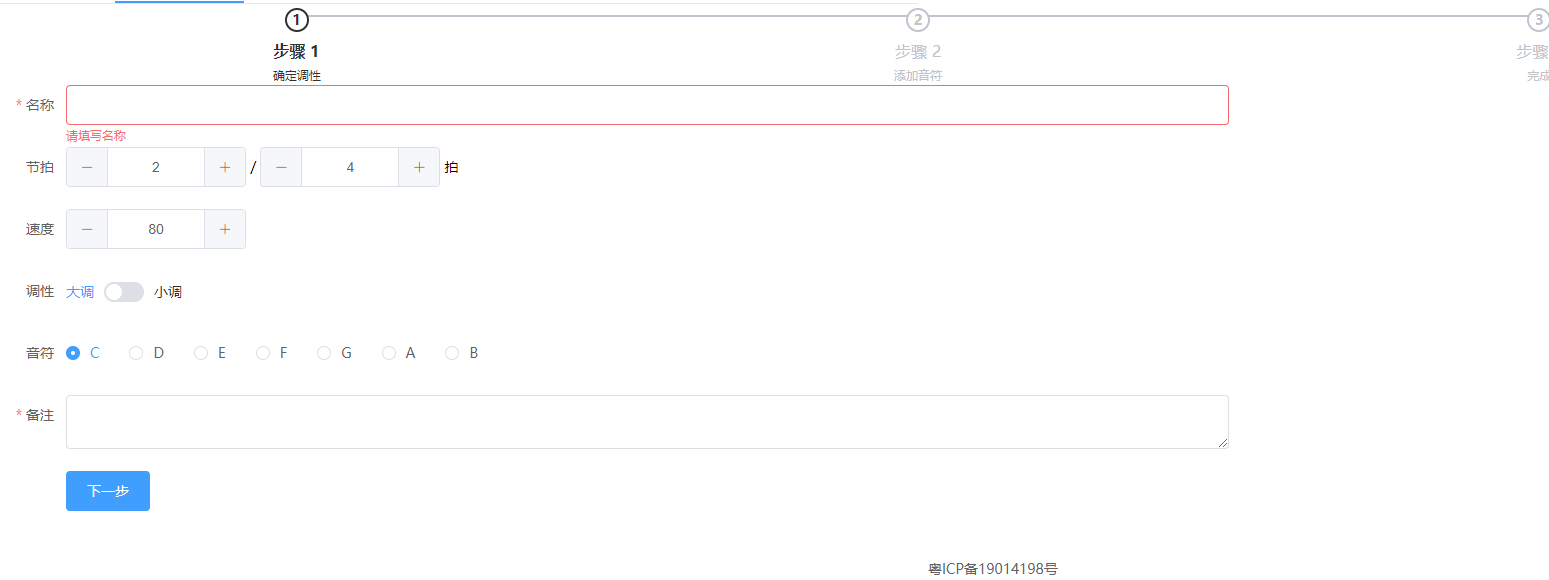 1 2 3
步骤 1 步骤 2 步骤
确定调性 添加音符 完成
* 名称
请填写名称
节拍 － 2 ＋ / － 4 ＋ 拍
速度 － 80 ＋
调性 大调 小调
音符 C D E F G A B
* 备注
下一步
粤ICP备19014198号